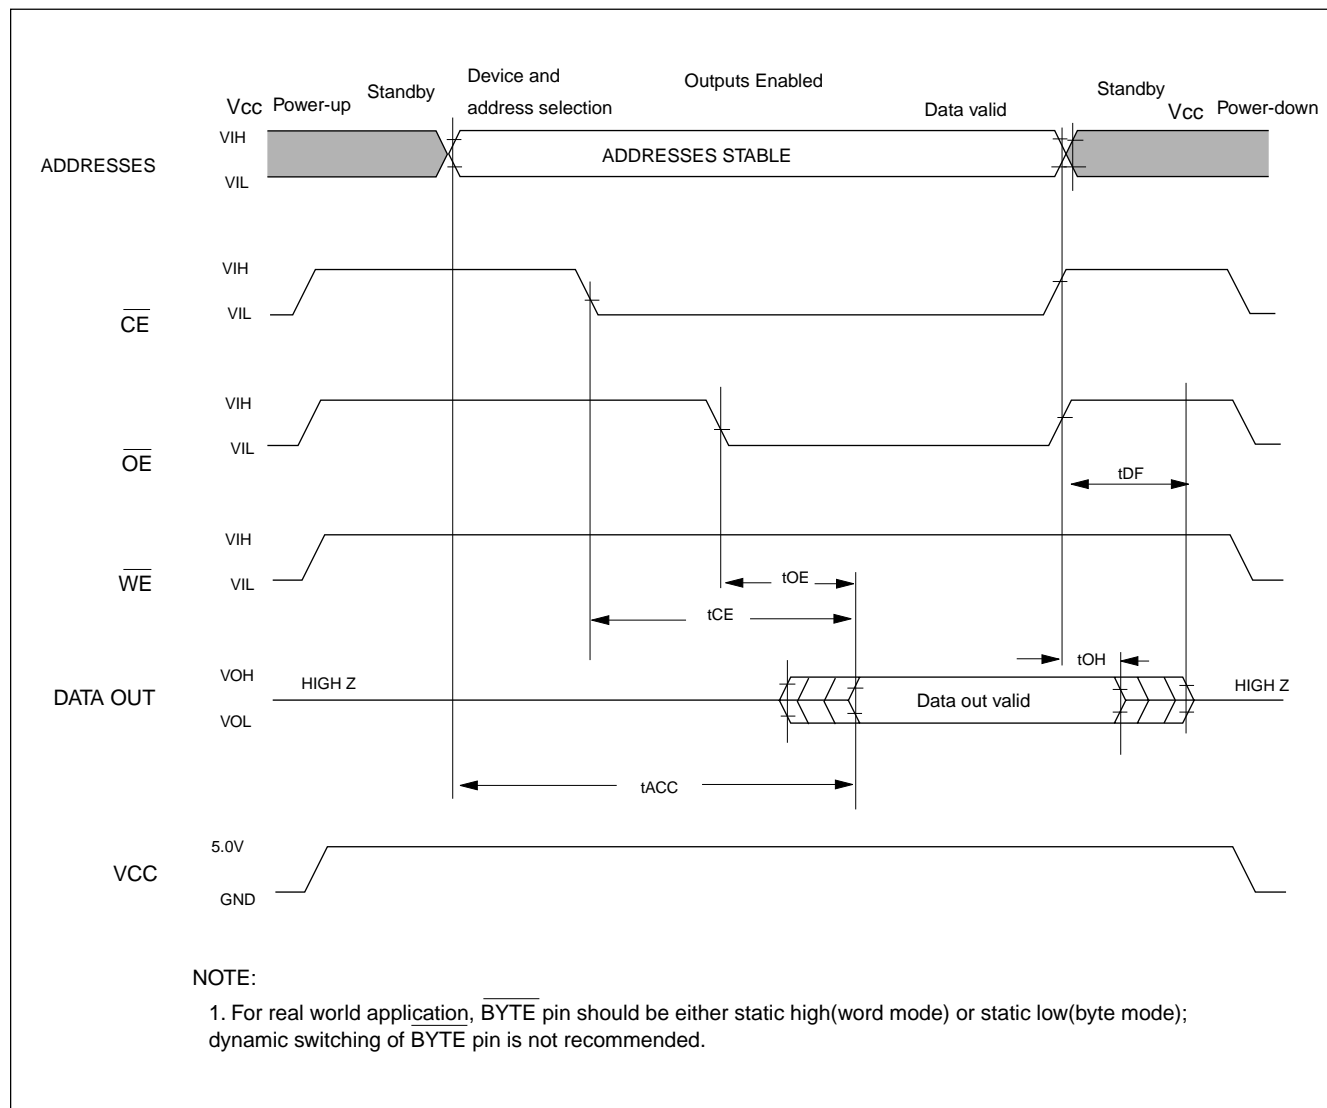 Device and
address selection
Outputs Enabled
Vcc Power-up
Standby
Data valid
Standby
Vcc Power-down
ADDRESSES
VIH
VIL
ADDRESSES STABLE
CE
VIH
VIL
OE
VIH
VIL
tDF
WE
VIH
VIL
tOE
tCE
tOH
DATA OUT
VOH
VOL
HIGH Z
Data out valid
HIGH Z
tACC
VCC
5.0V
GND
NOTE:
1. For real world application, BYTE pin should be either static high(word mode) or static low(byte mode);
dynamic switching of BYTE pin is not recommended.